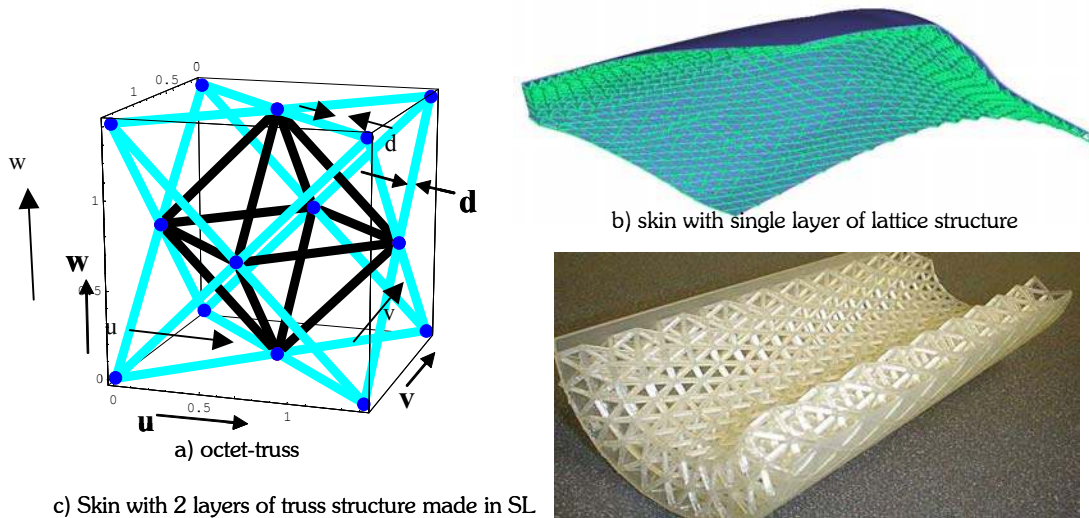 0
0.5
1
d
w
d
1
w
0.5
u
v
0
0
0.5
1
u
v
a) octet-truss
b) skin with single layer of lattice structure
c) Skin with 2 layers of truss structure made in SL